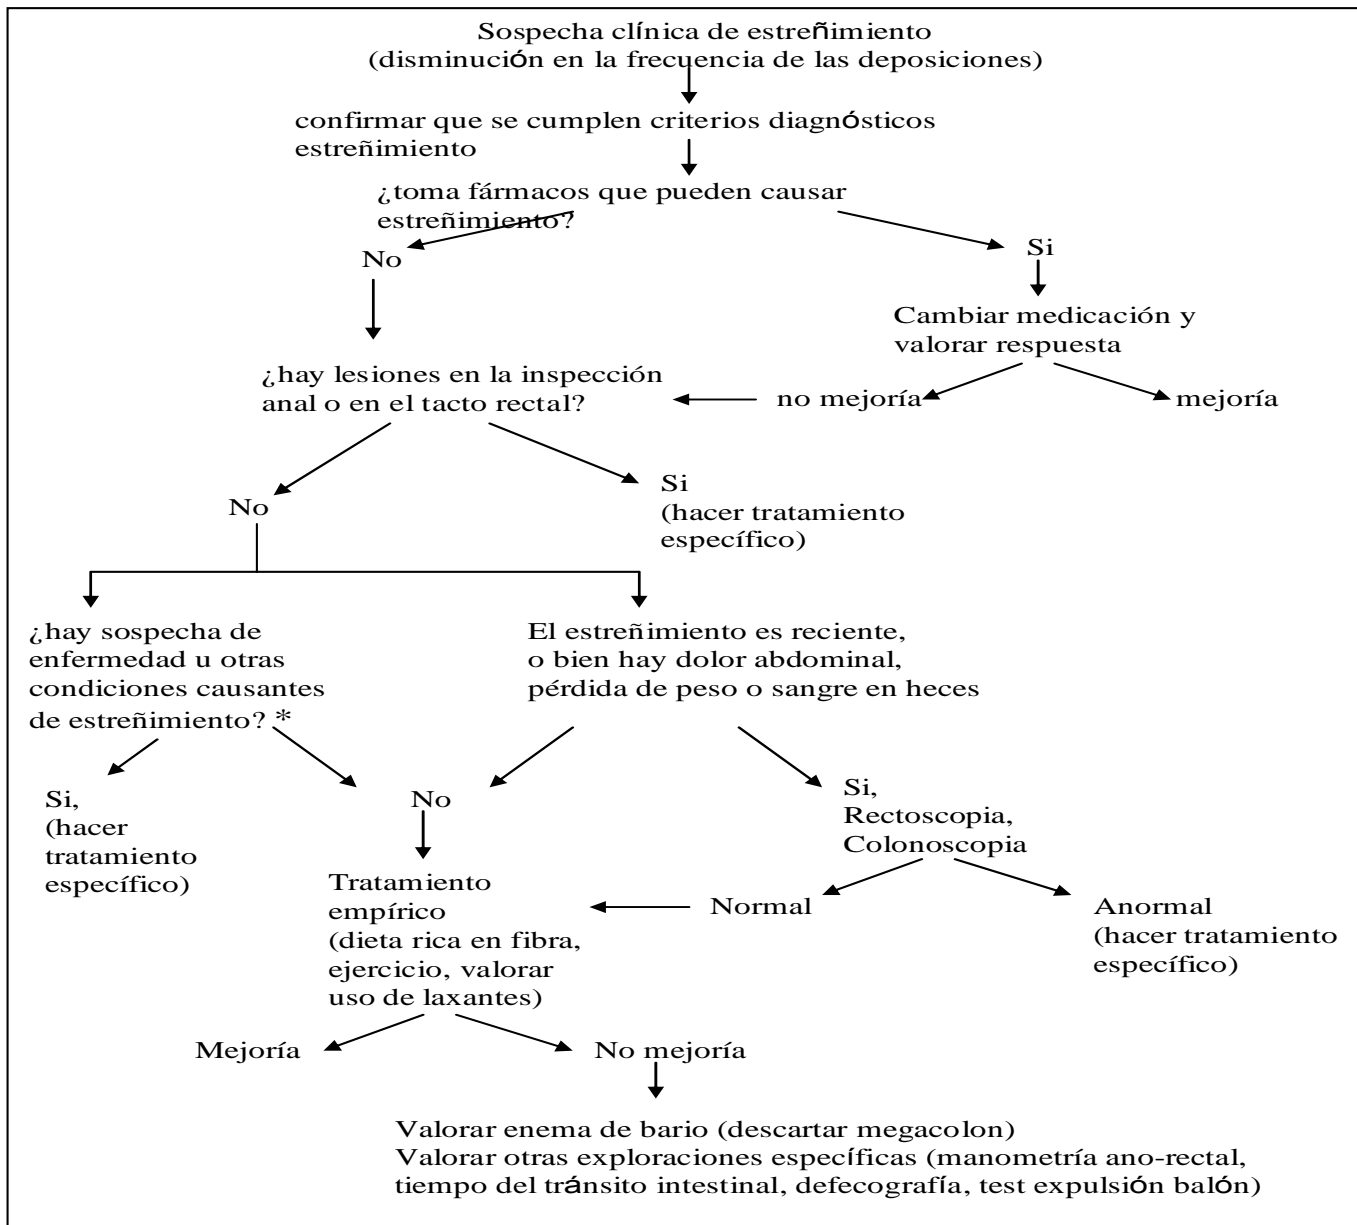 Sospecha clínica de estreñimiento
(disminución en la frecuencia de las deposiciones)
confirmar que se cumplen criterios diagnósticos
estreñimiento
¿toma fármacos que pueden causar
estreñimiento?
No
Si
Cambiar medicación y
valorar respuesta
¿hay lesiones en la inspección
anal o en el tacto rectal?
no mejoría
mejoría
No
Si
(hacer tratamiento
específico)
¿hay sospecha de
enfermedad u otras
condiciones causantes
de estreñimiento? *
El estreñimiento es reciente,
o bien hay dolor abdominal,
pérdida de peso o sangre en heces
Si,
(hacer
tratamiento
específico)
No
Si,
Rectoscopia,
Colonoscopia
Tratamiento
empírico
(dieta rica en fibra,
ejercicio, valorar
uso de laxantes)
Normal
Anormal
(hacer tratamiento
específico)
Mejoría
No mejoría
Valorar enema de bario (descartar megacolon)
Valorar otras exploraciones específicas (manometría ano-rectal,
tiempo del tránsito intestinal, defecografía, test expulsión balón)